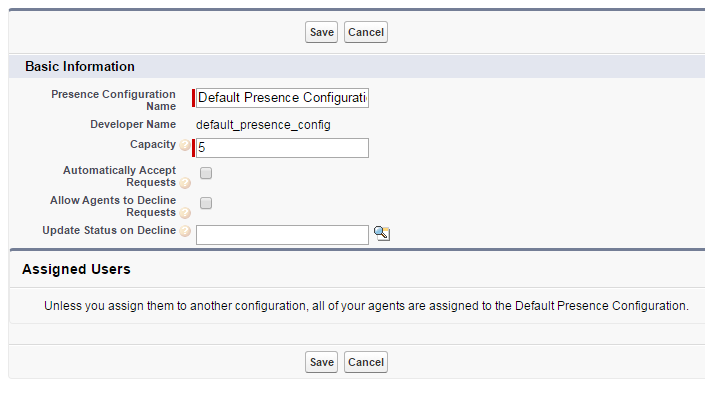 Save Cancel
Basic Information
Presence Configuration
Name
Default Presence Configurati
Developer Name default_presence_config
Capacity ? 5
Automatically Accept
Requests ?
Allow Agents to Decline
Requests ?
Update Status on Decline ?
Assigned Users
Unless you assign them to another configuration, all of your agents are assigned to the Default Presence Configuration.
Save Cancel